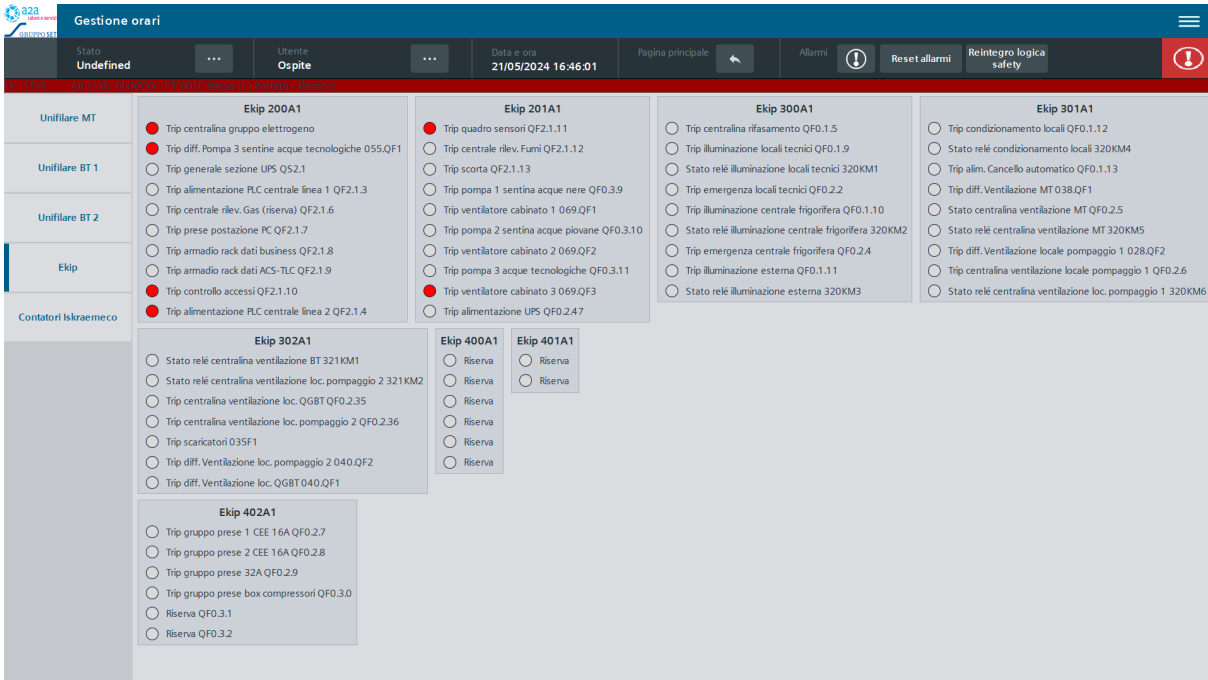 a2a
calore e servizi
GRUPPO SET
Gestione orari
Stato
Undefined
...
Utente
Ospite
...
Data e ora
21/05/2024 16:46:01
Pagina principale
Allarmi
Reset allarmi
Reintegro logica
safety
Unifilare MT
Unifilare BT 1
Unifilare BT 2
Ekip
Contatori Iskraemeco
Ekip 200A1
Trip centralina gruppo elettrogeno
Trip diff. Pompa 3 sentine acque tecnologiche 055.QF1
Trip generale sezione UPS QS2.1
Trip alimentazione PLC centrale linea 1 QF2.1.3
Trip centrale rilev. Gas (riserva) QF2.1.6
Trip prese postazione PC QF2.1.7
Trip armadio rack dati business QF2.1.8
Trip armadio rack dati ACS-TLC QF2.1.9
Trip controllo accessi QF2.1.10
Trip alimentazione PLC centrale linea 2 QF2.1.4
Ekip 201A1
Trip quadro sensori QF2.1.11
Trip centrale rilev. Fumi QF2.1.12
Trip scorta QF2.1.13
Trip pompa 1 sentina acque nere QF0.3.9
Trip ventilatore cabinato 1 069.QF1
Trip pompa 2 sentina acque piovane QF0.3.10
Trip ventilatore cabinato 2 069.QF2
Trip pompa 3 acque tecnologiche QF0.3.11
Trip ventilatore cabinato 3 069.QF3
Trip alimentazione UPS QF0.2.47
Ekip 300A1
Trip centralina rifasamento QF0.1.5
Trip illuminazione locali tecnici QF0.1.9
Stato relé illuminazione locali tecnici 320KM1
Trip emergenza locali tecnici QF0.2.2
Trip illuminazione centrale frigorifera QF0.1.10
Stato relé illuminazione centrale frigorifera 320KM2
Trip emergenza centrale frigorifera QF0.2.4
Trip illuminazione esterna QF0.1.11
Stato relé illuminazione esterna 320KM3
Ekip 301A1
Trip condizionamento locali QF0.1.12
Stato relé condizionamento locali 320KM4
Trip alim. Cancello automatico QF0.1.13
Trip diff. Ventilazione MT 038.QF1
Stato centralina ventilazione MT QF0.2.5
Stato relé centralina ventilazione MT 320KM5
Trip diff. Ventilazione locale pompaggio 1 028.QF2
Trip centralina ventilazione locale pompaggio 1 QF0.2.6
Stato relé centralina ventilazione loc. pompaggio 1 320KM6
Ekip 302A1
Stato relé centralina ventilazione BT 321KM1
Stato relé centralina ventilazione loc. pompaggio 2 321KM2
Trip centralina ventilazione loc. QGBT QF0.2.35
Trip centralina ventilazione loc. pompaggio 2 QF0.2.36
Trip scaricatori 035F1
Trip diff. Ventilazione loc. pompaggio 2 040.QF2
Trip diff. Ventilazione loc. QGBT 040.QF1
Ekip 400A1
Riserva
Riserva
Riserva
Riserva
Riserva
Riserva
Ekip 401A1
Riserva
Riserva
Ekip 402A1
Trip gruppo prese 1 CEE 16A QF0.2.7
Trip gruppo prese 2 CEE 16A QF0.2.8
Trip gruppo prese 32A QF0.2.9
Trip gruppo prese box compressori QF0.3.0
Riserva QF0.3.1
Riserva QF0.3.2